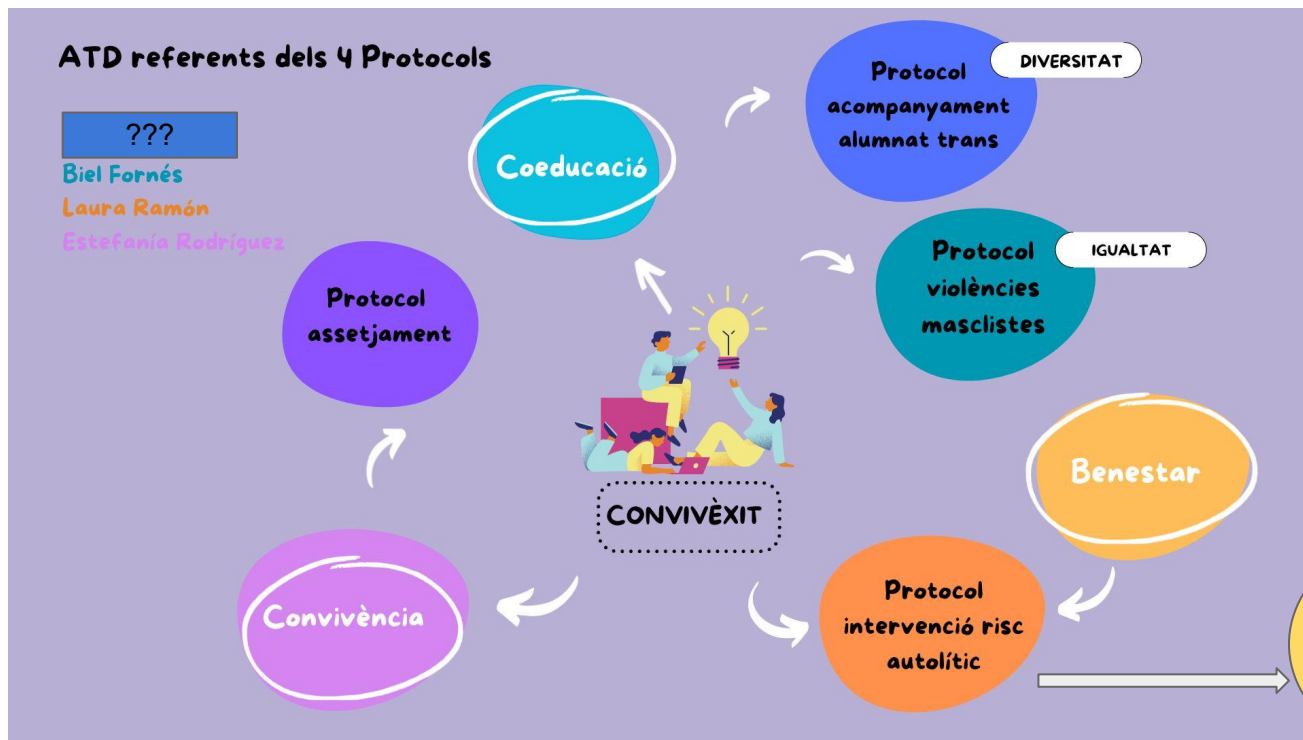 ATD referents dels 4 Protocols
???
Biel Fornés
Laura Ramón
Estefanía Rodríguez
Coeducació
Protocol
acompanyament
alumnat trans
DIVERSITAT
Protocol
violències
masclistes
IGUALTAT
Protocol
assetjament
Benestar
CONVIVÈXIT
Convivència
Protocol
intervenció risc
autolític